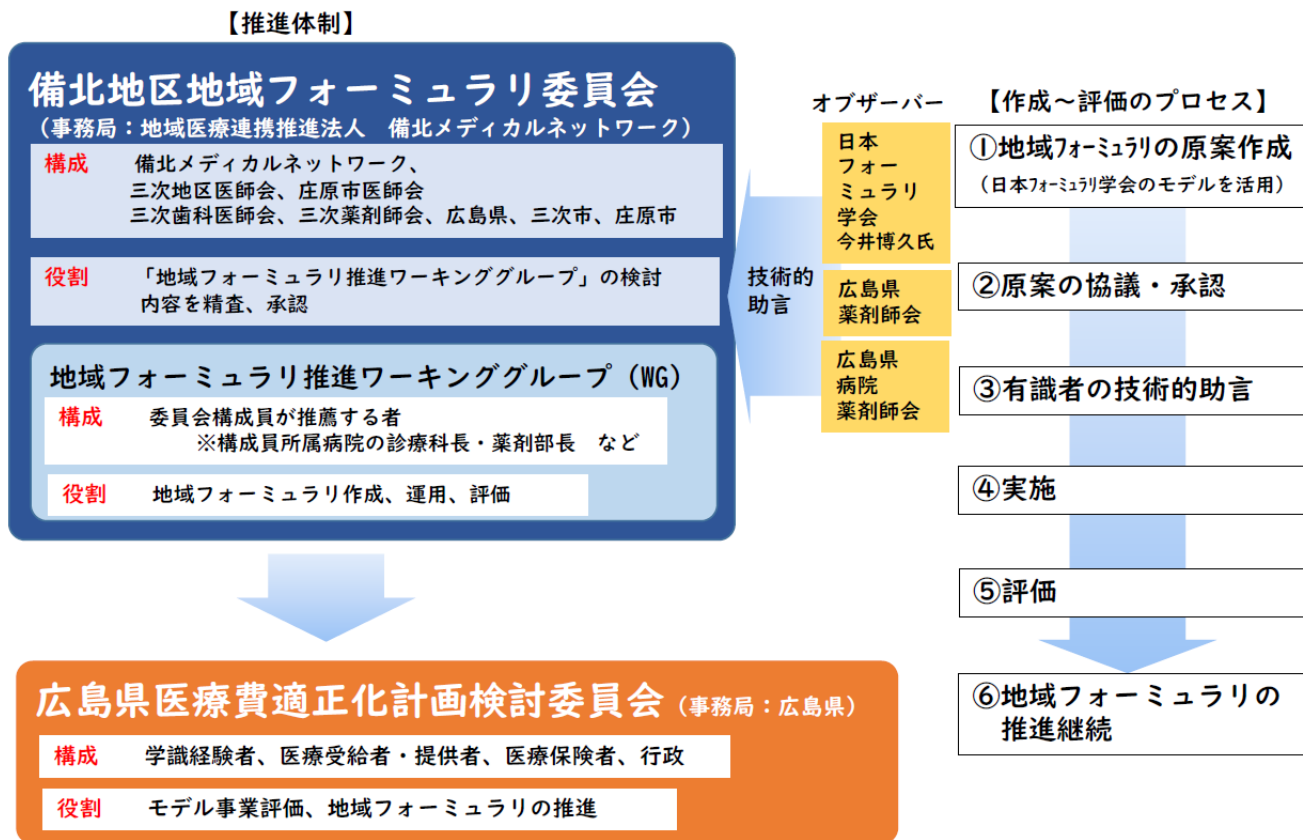 【推進体制】
備北地区地域フォーミュラリ委員会
（事務局：地域医療連携推進法人　備北メディカルネットワーク）
構成　備北メディカルネットワーク、
三次地区医師会、庄原市医師会
三次歯科医師会、三次薬剤師会、広島県、三次市、庄原市
役割　「地域フォーミュラリ推進ワーキンググループ」の検討
内容を精査、承認
地域フォーミュラリ推進ワーキンググループ（WG）
構成　委員会構成員が推薦する者
※構成員所属病院の診療科長・薬剤部長　など
役割　地域フォーミュラリ作成、運用、評価
技術的
助言
オブザーバー
日本
フォー
ミュラリ
学会
今井博久氏
広島県
薬剤師会
広島県
病院
薬剤師会
広島県医療費適正化計画検討委員会（事務局：広島県）
構成　学識経験者、医療受給者・提供者、医療保険者、行政
役割　モデル事業評価、地域フォーミュラリの推進
【作成～評価のプロセス】
①地域フォーミュラリの原案作成
（日本フォーミュラリ学会のモデルを活用）
②原案の協議・承認
③有識者の技術的助言
④実施
⑤評価
⑥地域フォーミュラリの
推進継続